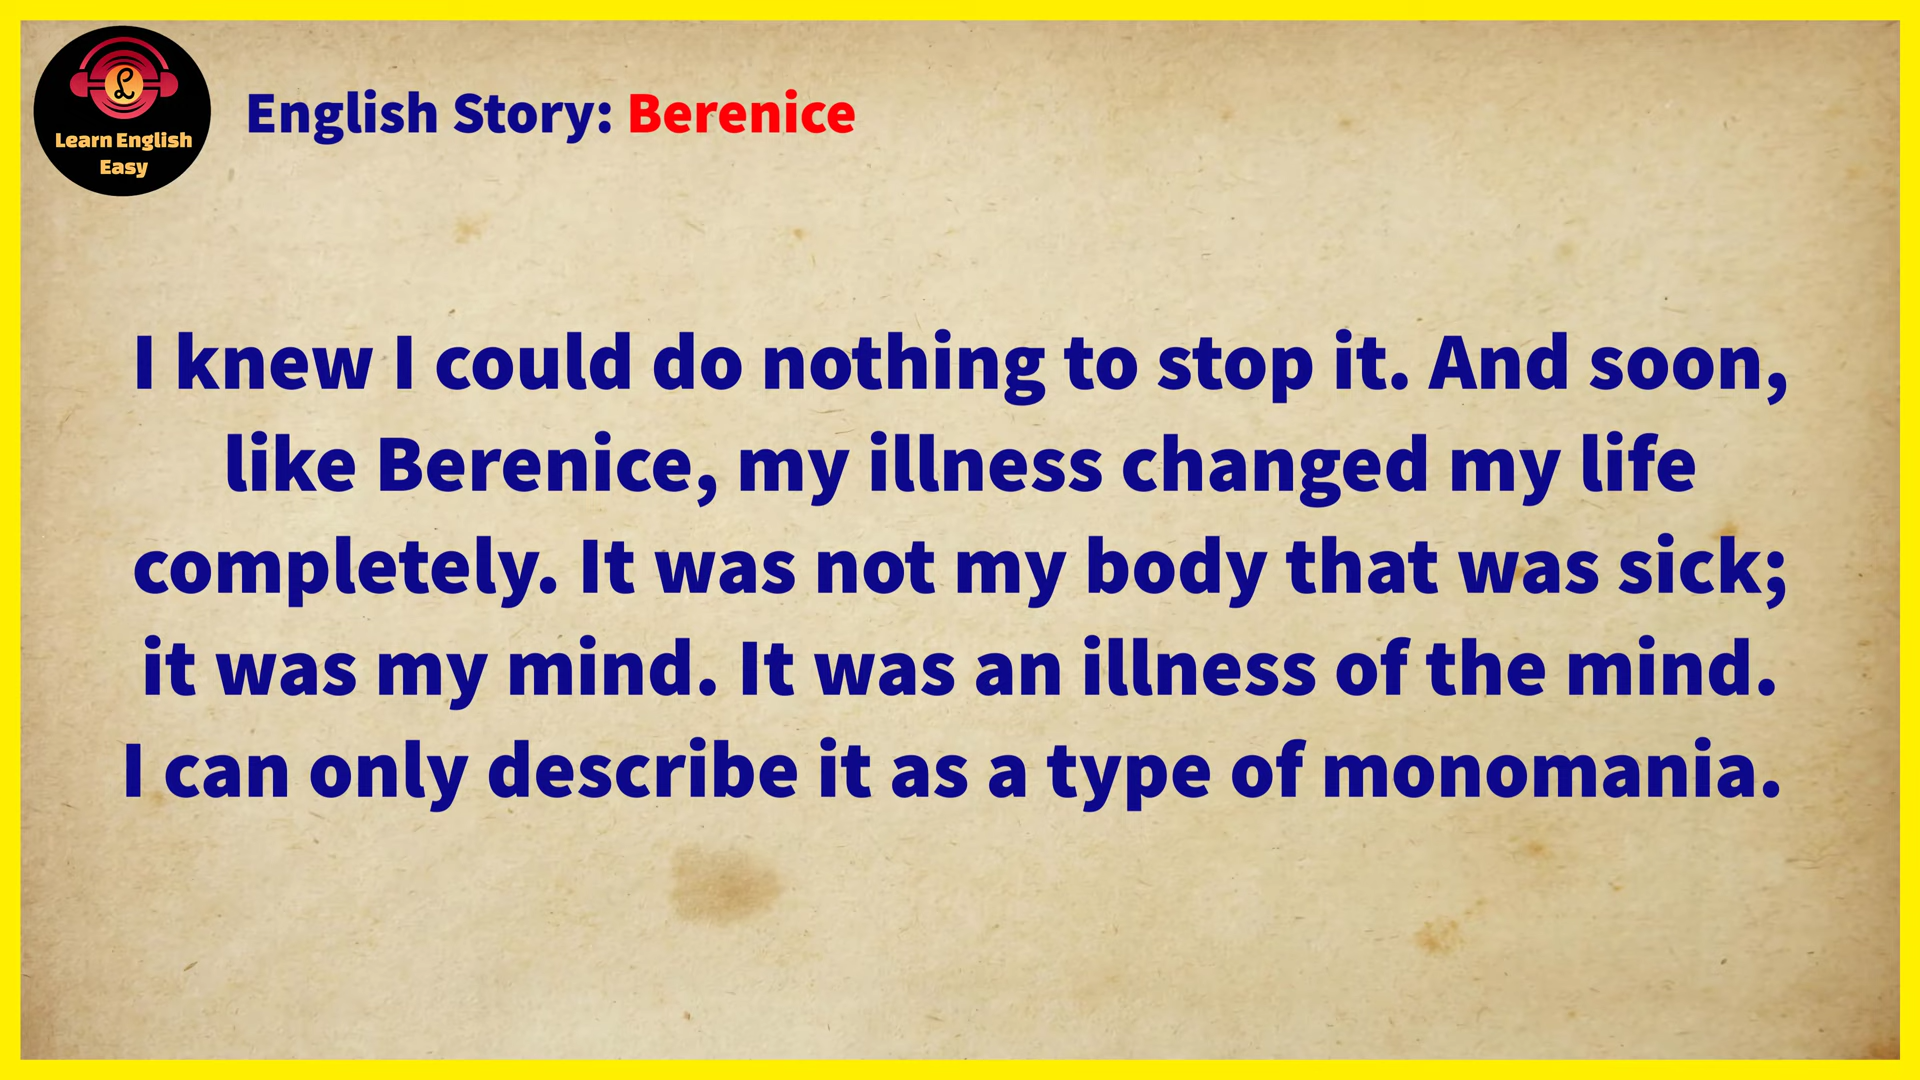 Learn English
Easy
English Story: Berenice
I knew I could do nothing to stop it. And soon,
like Berenice, my illness changed my life
completely. It was not my body that was sick;
it was my mind. It was an illness of the mind.
I can only describe it as a type of monomania.